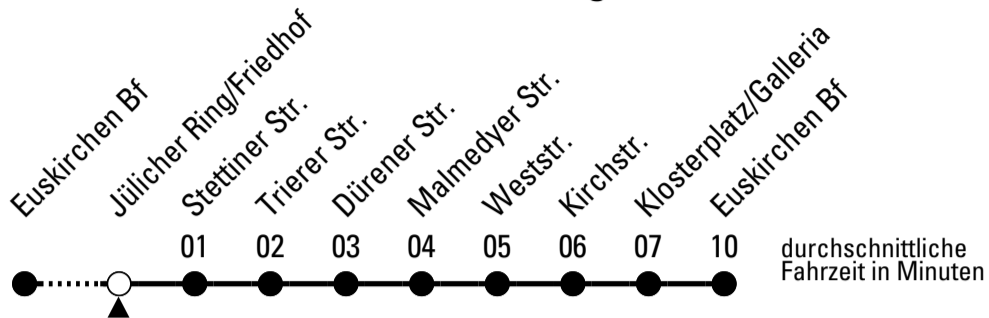 Euskirchen Bf
Jülicher Ring/Friedhof
Stettiner Str.
Trierer Str.
Dürener Str.
Malmedyer Str.
Weststr.
Kirchstr.
Klosterplatz/Galleria
Euskirchen Bf
01 02 03 04 05 06 07 10
durchschnittliche
Fahrzeit in Minuten